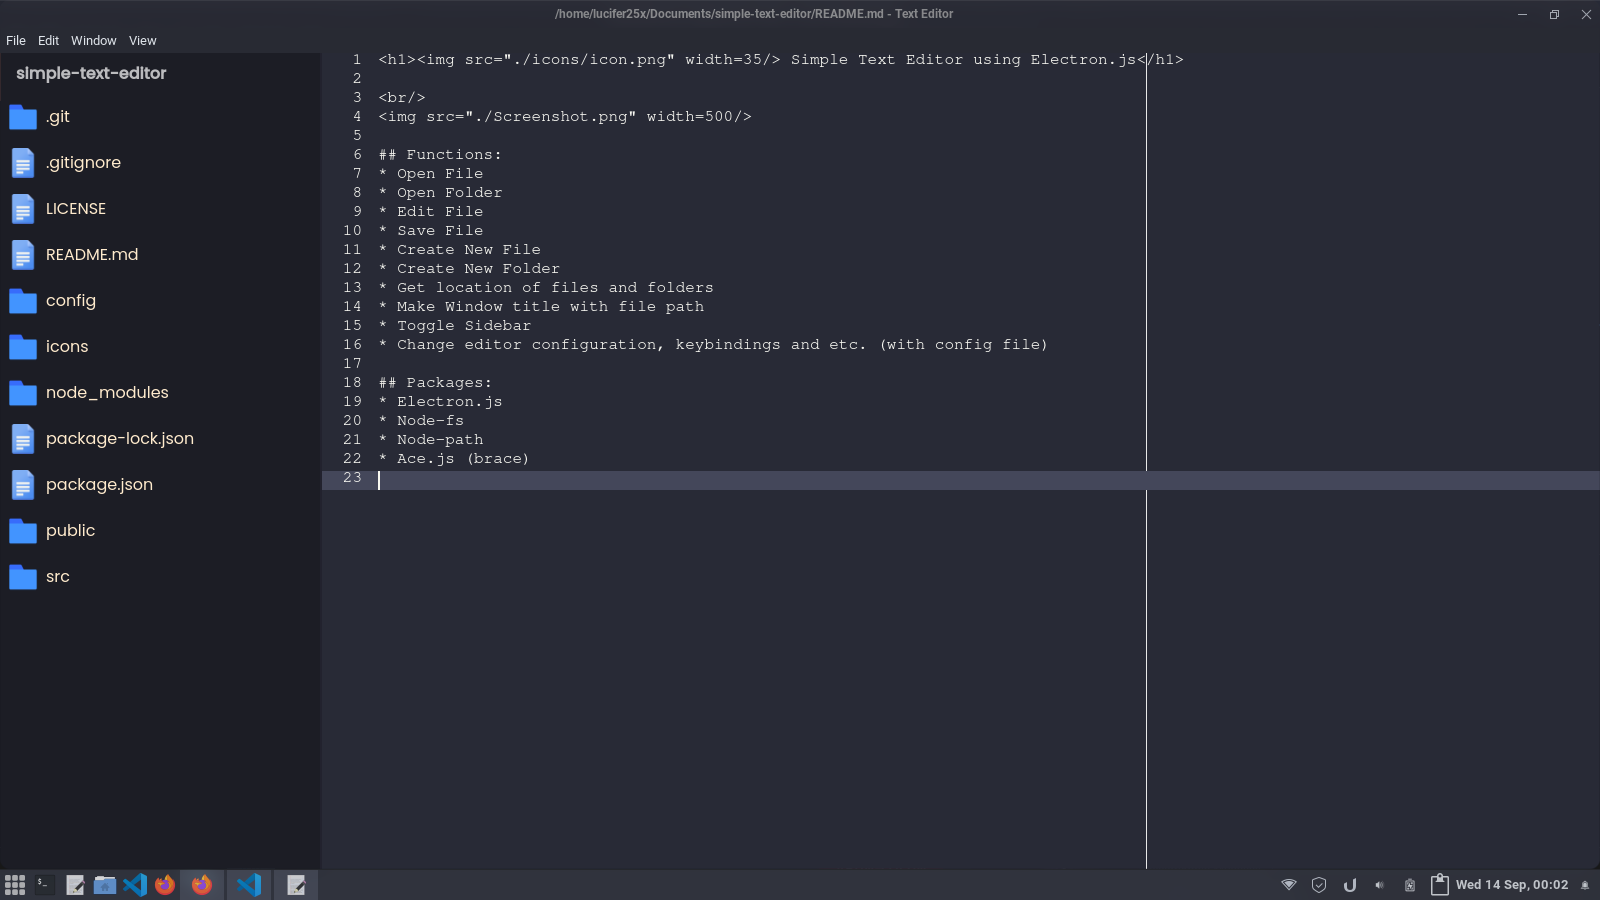 /home/lucifer25x/Documents/simple-text-editor/README.md - Text Editor
File Edit Window View
simple-text-editor
.git
.gitignore
LICENSE
README.md
config
icons
node_modules
package-lock.json
package.json
public
src
1 <h1><img src="./icons/icon.png" width=35/> Simple Text Editor using Electron.js</h1>
2
3 <br/>
4 <img src="./Screenshot.png" width=500/>
5
6 ## Functions:
7 * Open File
8 * Open Folder
9 * Edit File
10 * Save File
11 * Create New File
12 * Create New Folder
13 * Get location of files and folders
14 * Make Window title with file path
15 * Toggle Sidebar
16 * Change editor configuration, keybindings and etc. (with config file)
17
18 ## Packages:
19 * Electron.js
20 * Node-fs
21 * Node-path
22 * Ace.js (brace)
23
Wed 14 Sep, 00:02